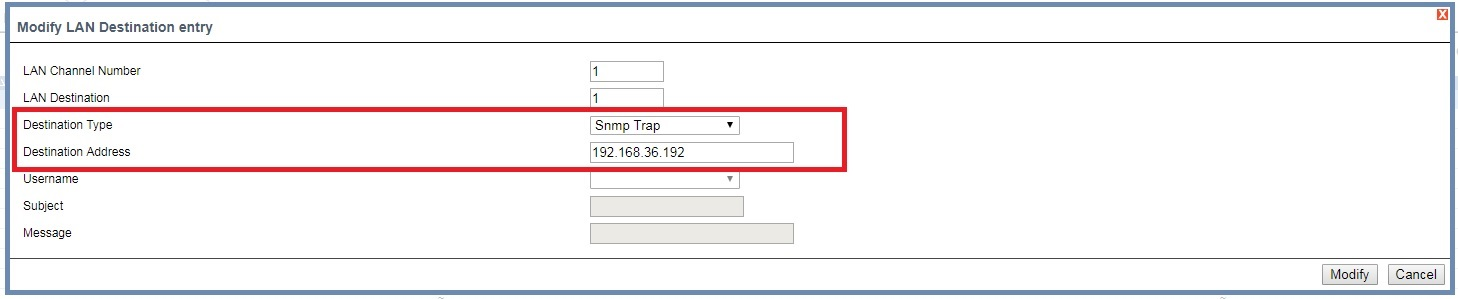 Modify LAN Destination entry
X
LAN Channel Number 1
LAN Destination 1
Destination Type Snmp Trap
Destination Address 192.168.36.192
Username
Subject
Message
Modify Cancel